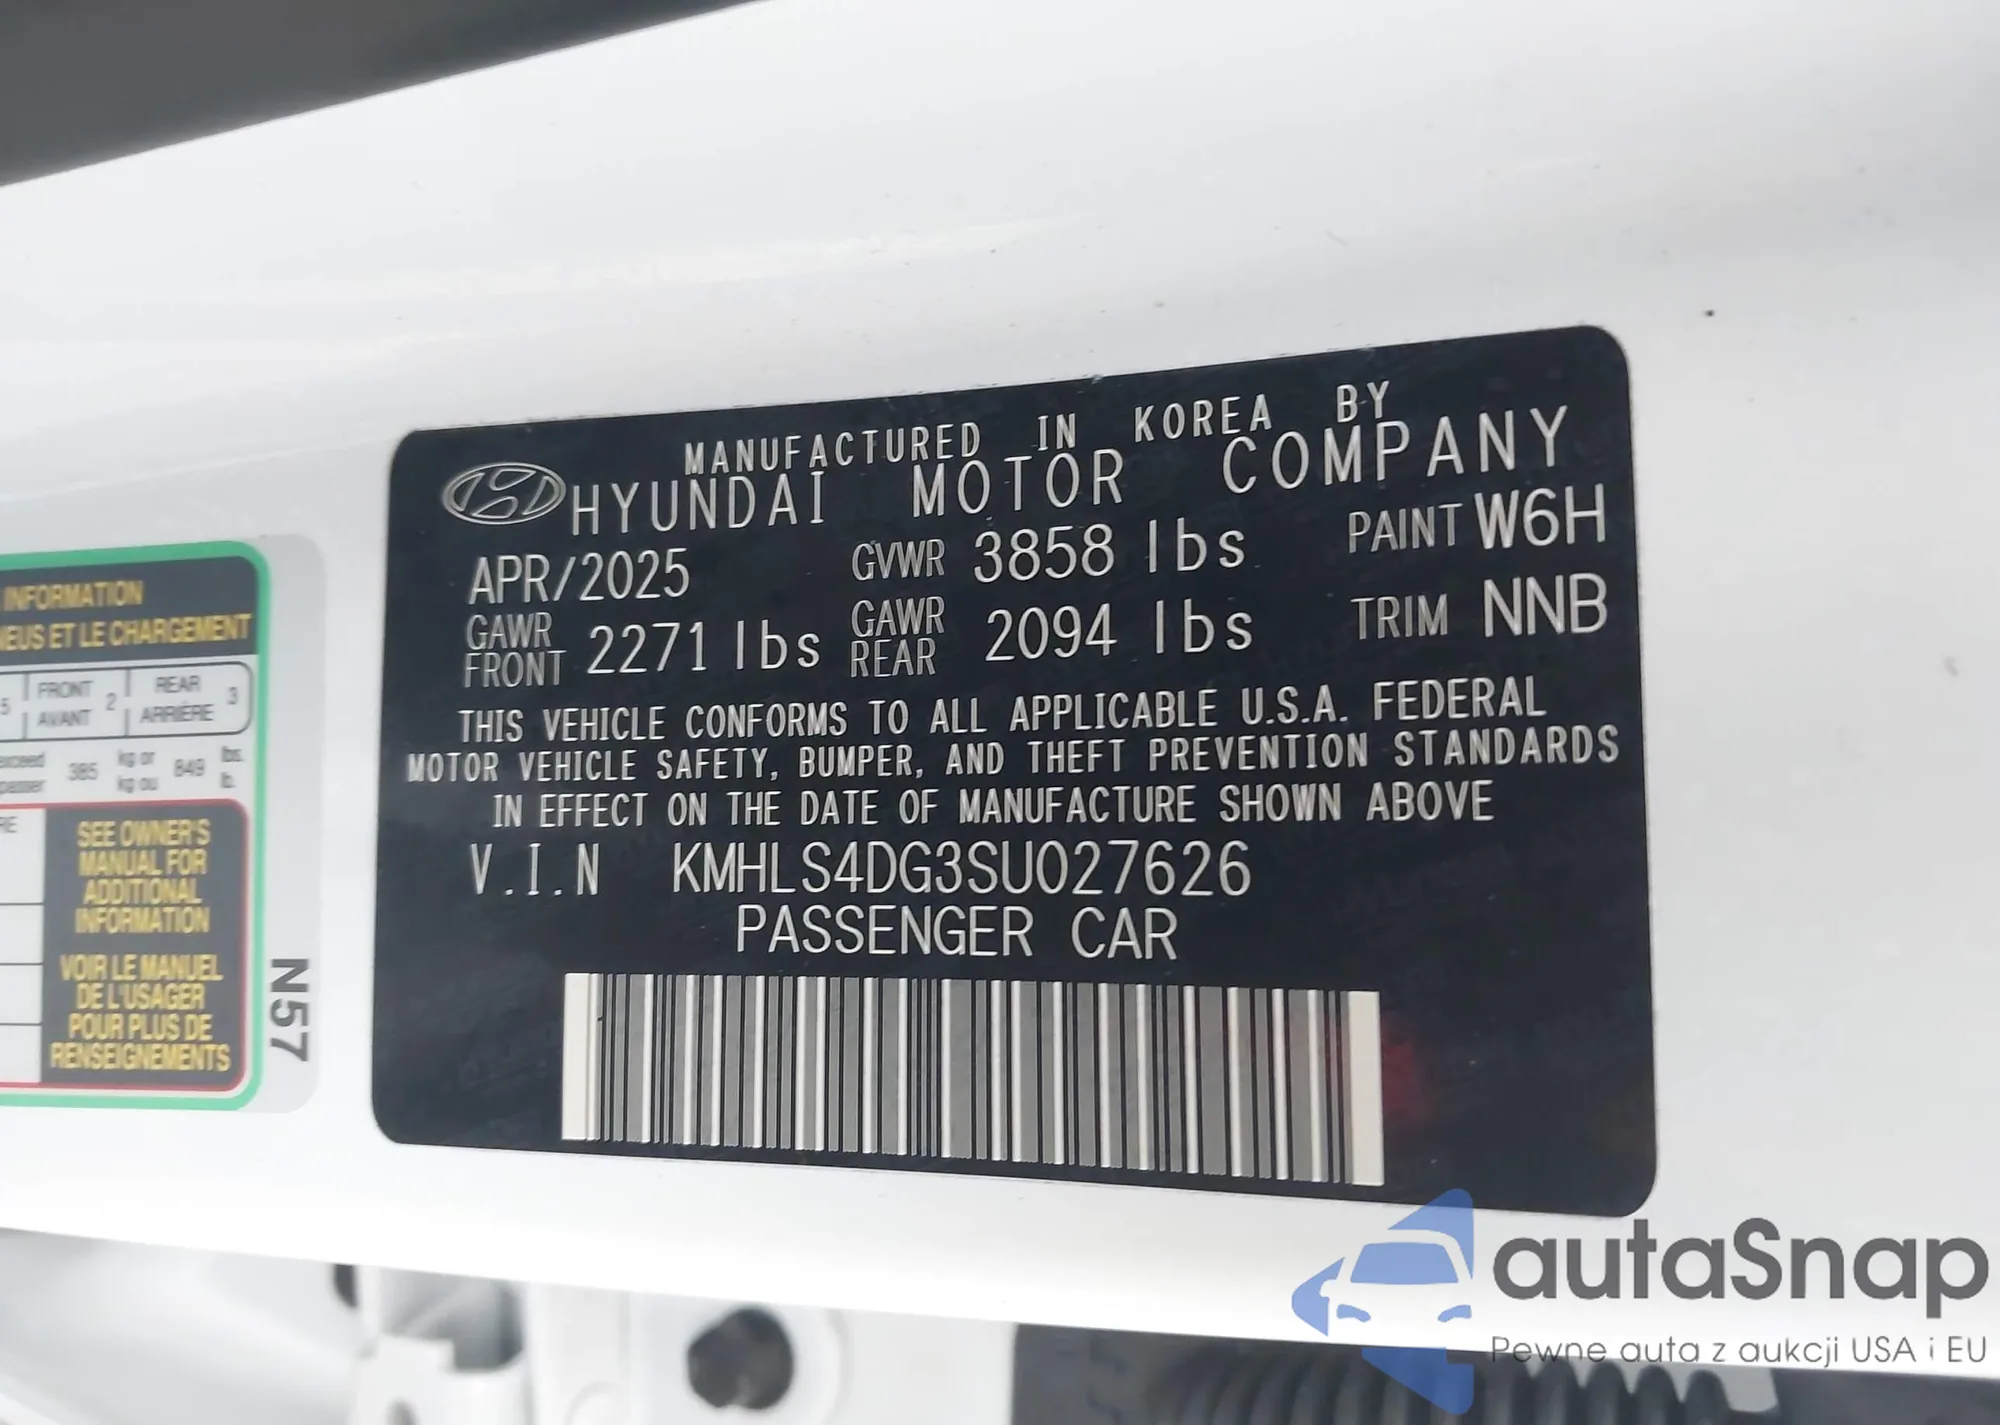 MANUFACTURED IN KOREA BY
HYUNDAI MOTOR COMPANY
APR/2025 GVWR 3858 lbs PAINT W6H
GAWR FRONT 2271 lbs GAWR REAR 2094 lbs TRIM NNB
THIS VEHICLE CONFORMS TO ALL APPLICABLE U.S.A. FEDERAL
MOTOR VEHICLE SAFETY, BUMPER, AND THEFT PREVENTION STANDARDS
IN EFFECT ON THE DATE OF MANUFACTURE SHOWN ABOVE
V.I.N KMHLS4DG3SU027626
PASSENGER CAR
INFORMATION
ET LE CHARGEMENT
5 FRONT AVANT 2 REAR ARRIÈRE 3
385 kg or kg ou 849 lbs. lb.
SEE OWNER'S
MANUAL FOR
ADDITIONAL
INFORMATION
VOIR LE MANUEL
DE L'USAGER
POUR PLUS DE
RENSEIGNEMENTS
N57
autaSnap
Pewne auta z aukcji USA i EU